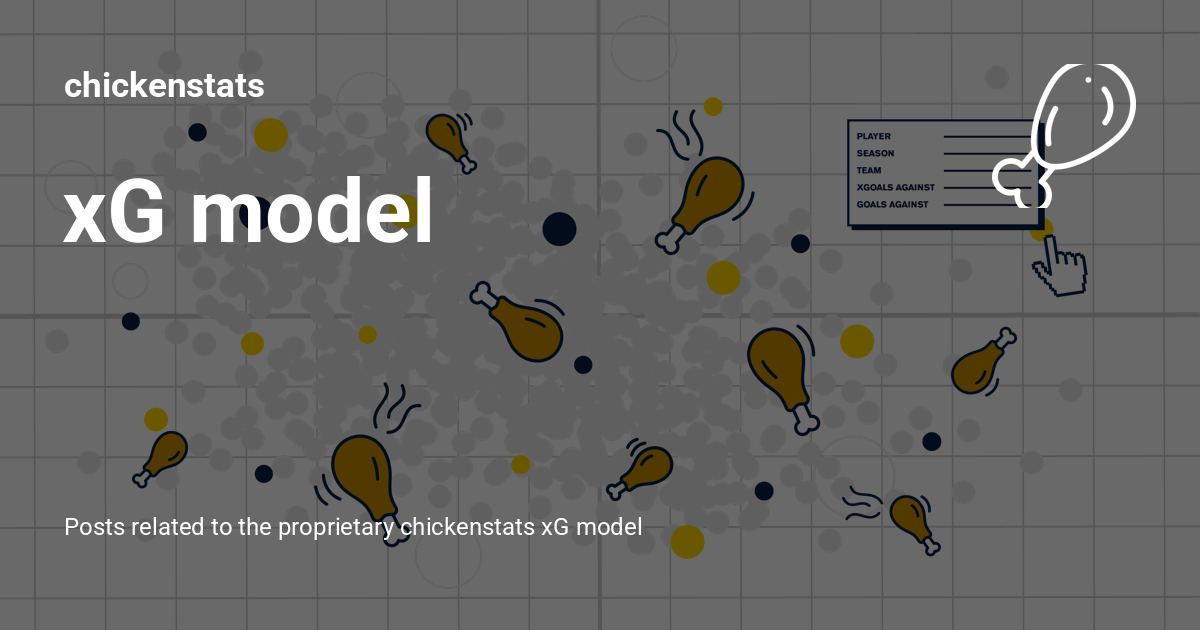 chickenstats
xG model
PLAYER
SEASON
TEAM
XGOALS AGAINST
GOALS AGAINST
Posts related to the proprietary chickenstats xG model